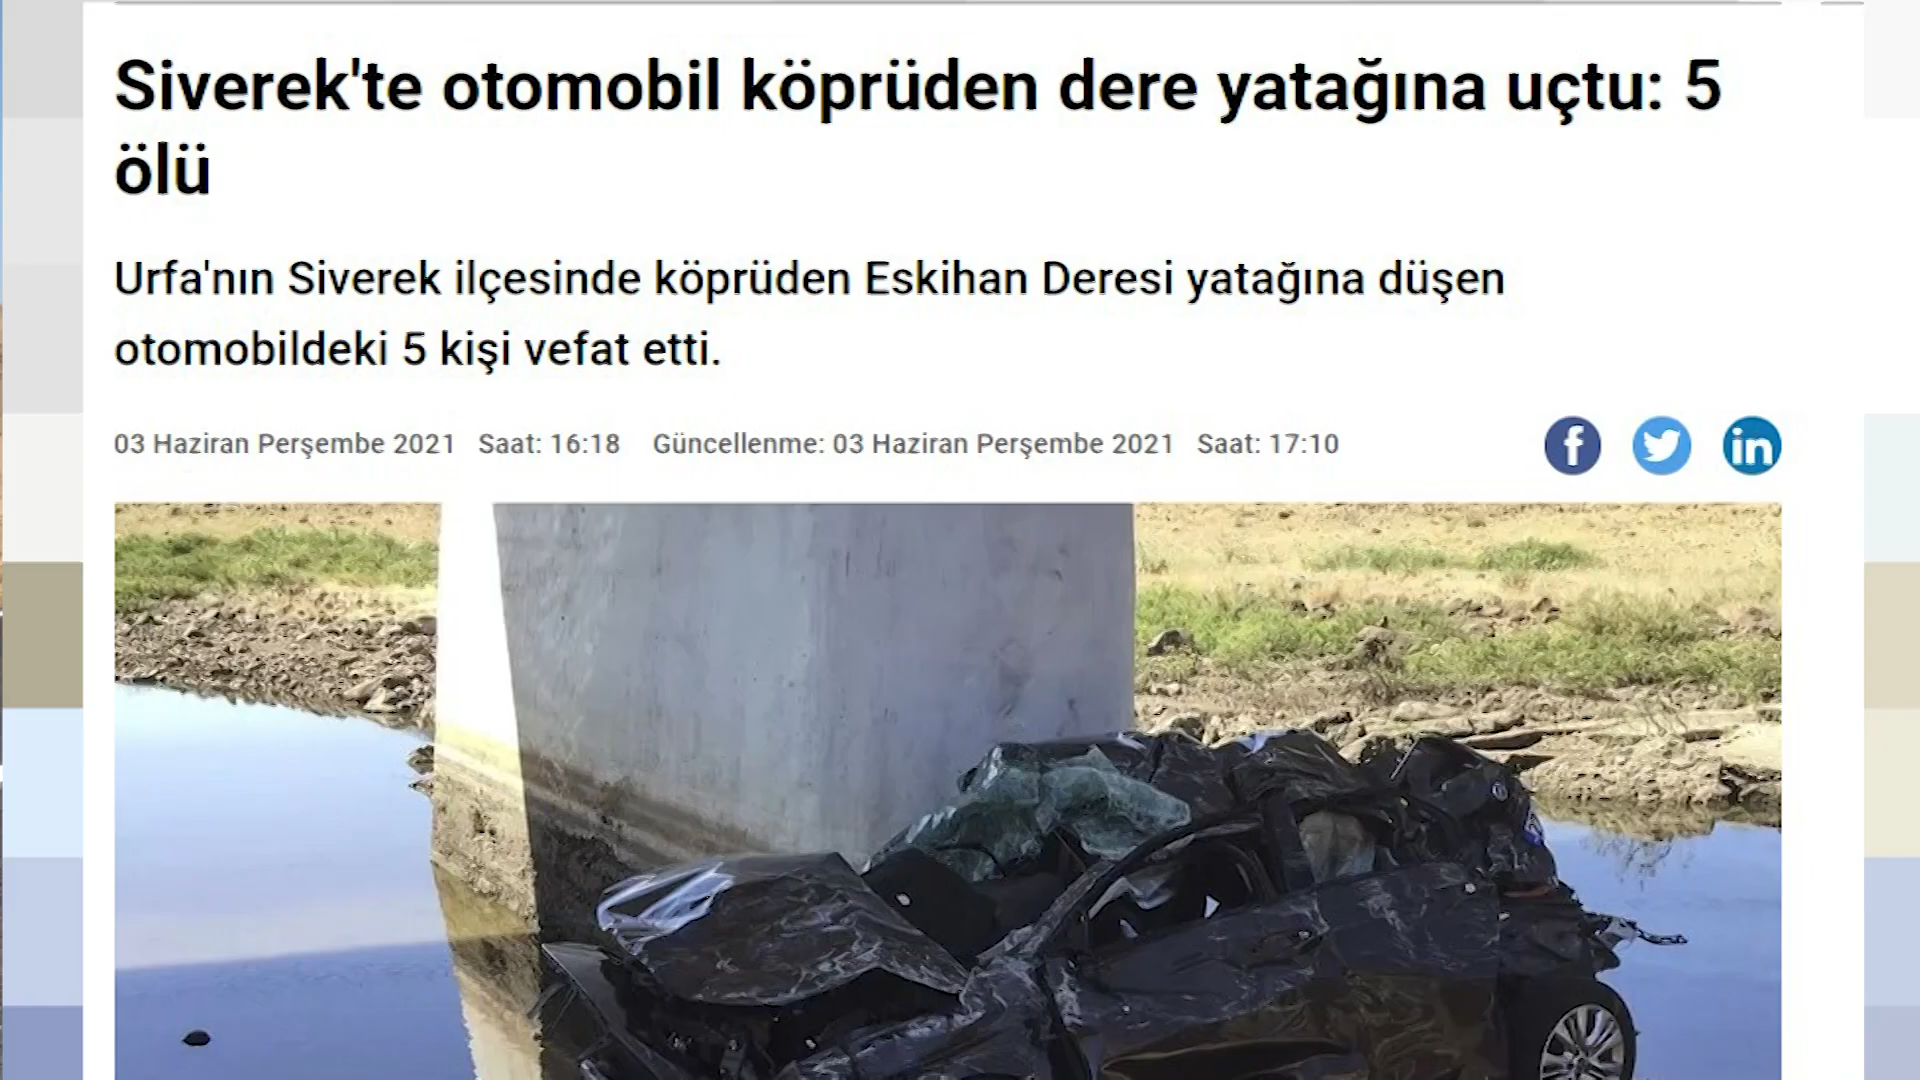 Siverek'te otomobil köprüden dere yatağına uçtu: 5
ölü
Urfa'nın Siverek ilçesinde köprüden Eskihan Deresi yatağına düşen
otomobildeki 5 kişi vefat etti.
03 Haziran Perşembe 2021 Saat: 16:18 Güncellenme: 03 Haziran Perşembe 2021 Saat: 17:10